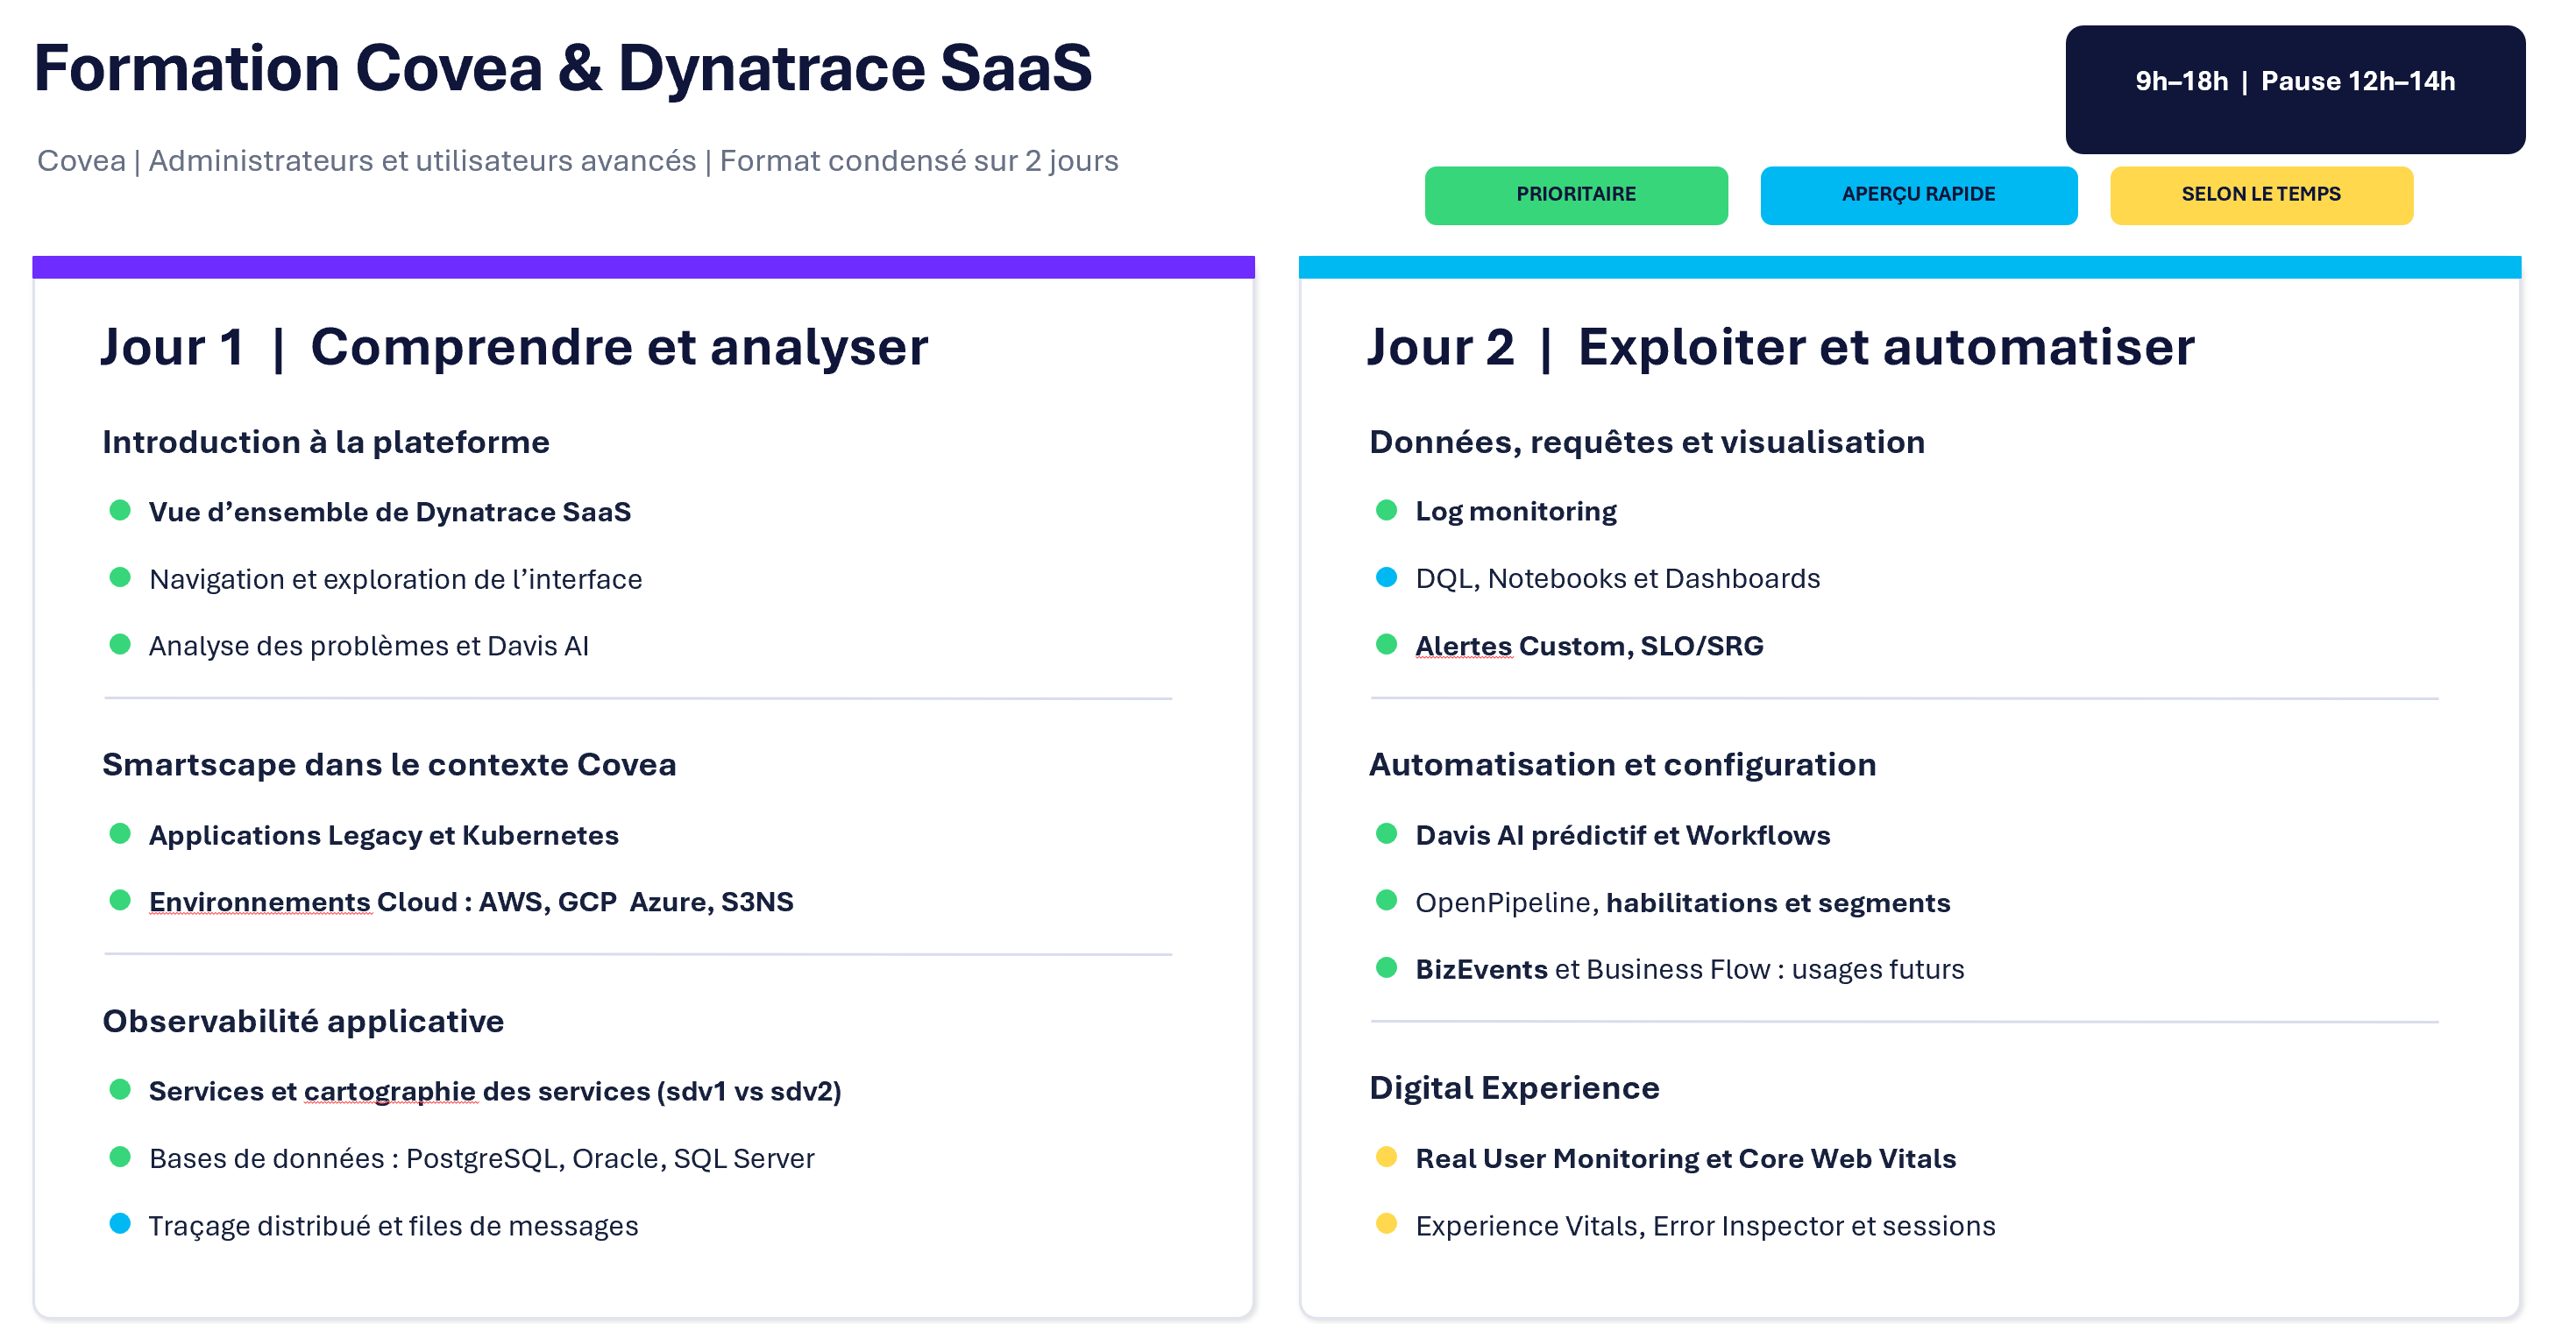 Formation Covea & Dynatrace SaaS
9h–18h | Pause 12h–14h
Covea | Administrateurs et utilisateurs avancés | Format condensé sur 2 jours
PRIORITAIRE
APERÇU RAPIDE
SELON LE TEMPS
Jour 1 | Comprendre et analyser
Introduction à la plateforme
Vue d’ensemble de Dynatrace SaaS
Navigation et exploration de l’interface
Analyse des problèmes et Davis AI
Smartscape dans le contexte Covea
Applications Legacy et Kubernetes
Environnements Cloud : AWS, GCP  Azure, S3NS
Observabilité applicative
Services et cartographie des services (sdv1 vs sdv2)
Bases de données : PostgreSQL, Oracle, SQL Server
Traçage distribué et files de messages
Jour 2 | Exploiter et automatiser
Données, requêtes et visualisation
Log monitoring
DQL, Notebooks et Dashboards
Alertes Custom, SLO/SRG
Automatisation et configuration
Davis AI prédictif et Workflows
OpenPipeline, habilitations et segments
BizEvents et Business Flow : usages futurs
Digital Experience
Real User Monitoring et Core Web Vitals
Experience Vitals, Error Inspector et sessions